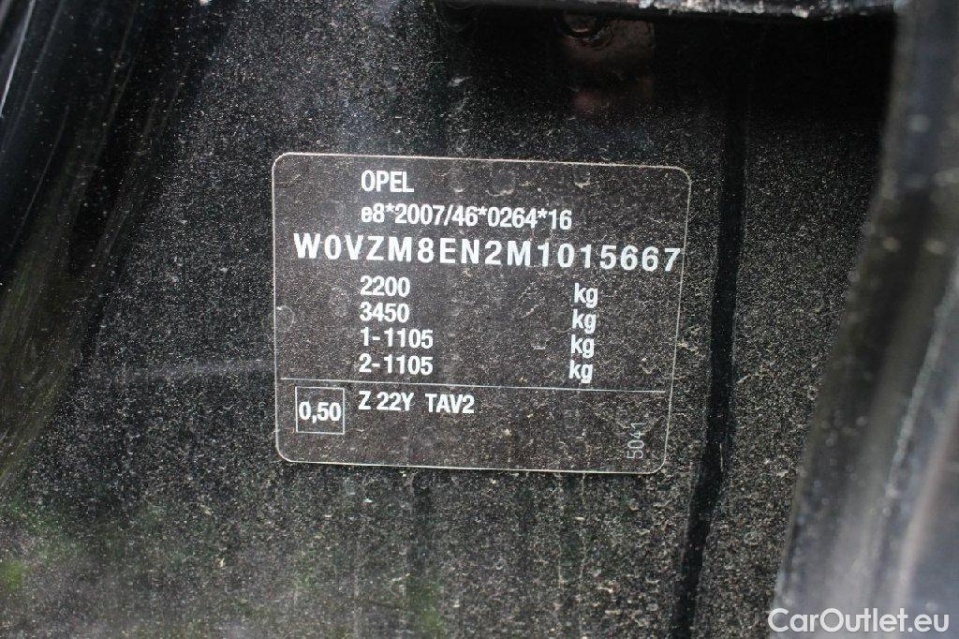 OPEL
e8*2007/46*0264*16
W0VZM8EN2M1015667
2200 kg
3450 kg
1-1105 kg
2-1105 kg
0,50 Z 22Y TAV2
5041
CarOutlet.eu